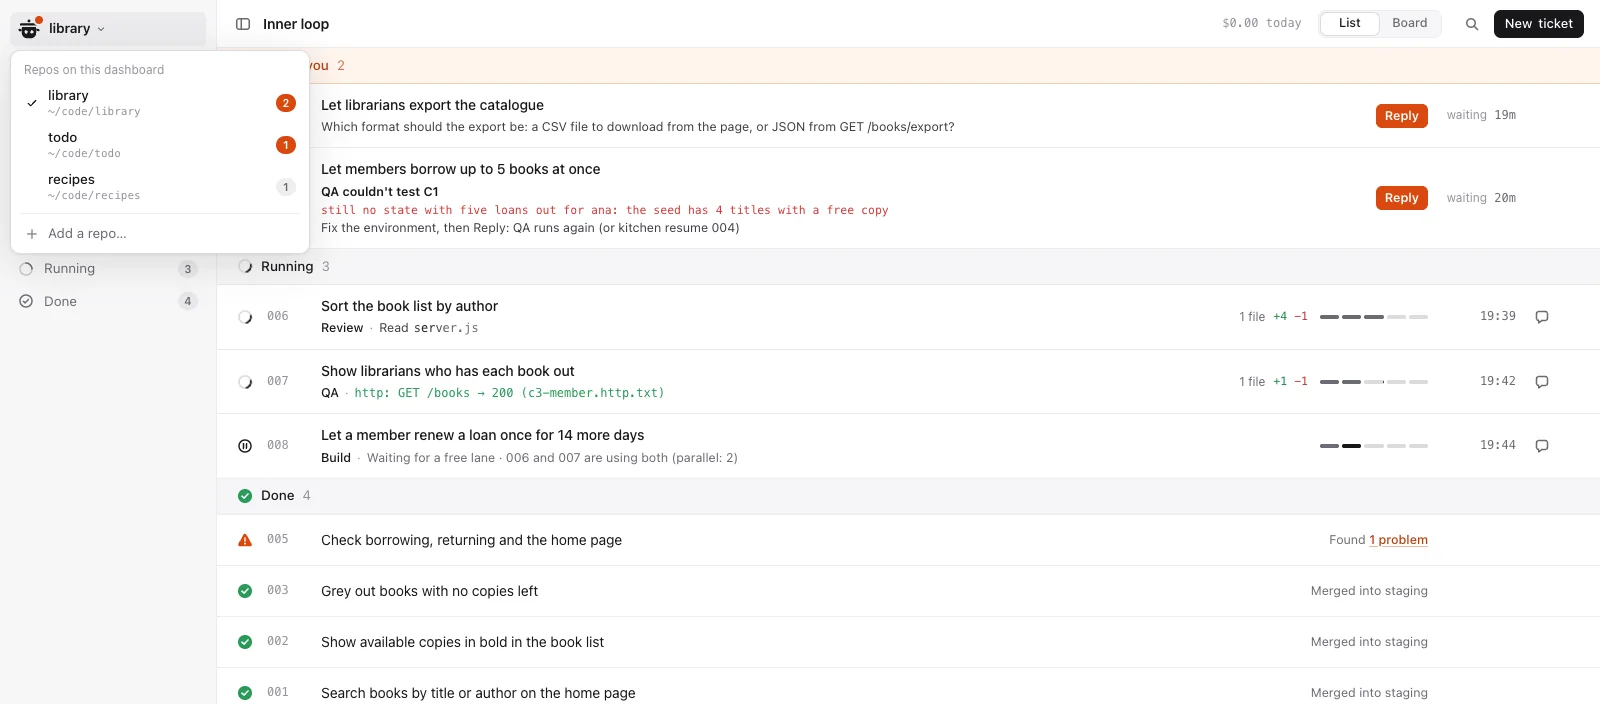 library
Inner loop
$0.00 today
List
Board
New ticket
Repos on this dashboard
library
~/code/library
2
todo
~/code/todo
1
recipes
~/code/recipes
1
Add a repo...
Running 3
Done 4
you 2
Let librarians export the catalogue
Which format should the export be: a CSV file to download from the page, or JSON from GET /books/export?
Reply
waiting 19m
Let members borrow up to 5 books at once
QA couldn't test C1
still no state with five loans out for ana: the seed has 4 titles with a free copy
Fix the environment, then Reply: QA runs again (or kitchen resume 004)
Reply
waiting 20m
Running 3
006
Sort the book list by author
Review · Read server.js
1 file +4 −1
19:39
007
Show librarians who has each book out
QA · http: GET /books → 200 (c3-member.http.txt)
1 file +1 −1
19:42
008
Let a member renew a loan once for 14 more days
Build · Waiting for a free lane · 006 and 007 are using both (parallel: 2)
19:44
Done 4
005 Check borrowing, returning and the home page Found 1 problem
003 Grey out books with no copies left Merged into staging
002 Show available copies in bold in the book list Merged into staging
001 Search books by title or author on the home page Merged into staging